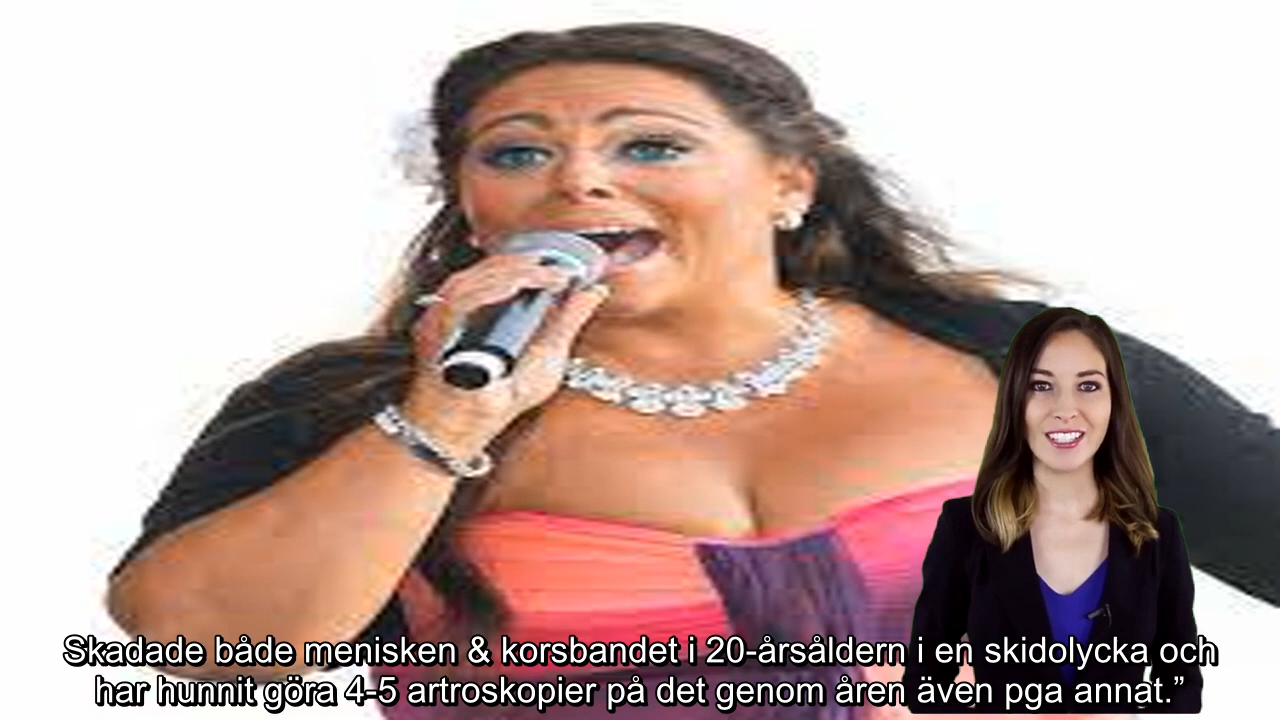 Skadade både menisken & korsbandet i 20-årsåldern i en skidolycka och
har hunnit göra 4-5 artroskopier på det genom åren även pga annat.”